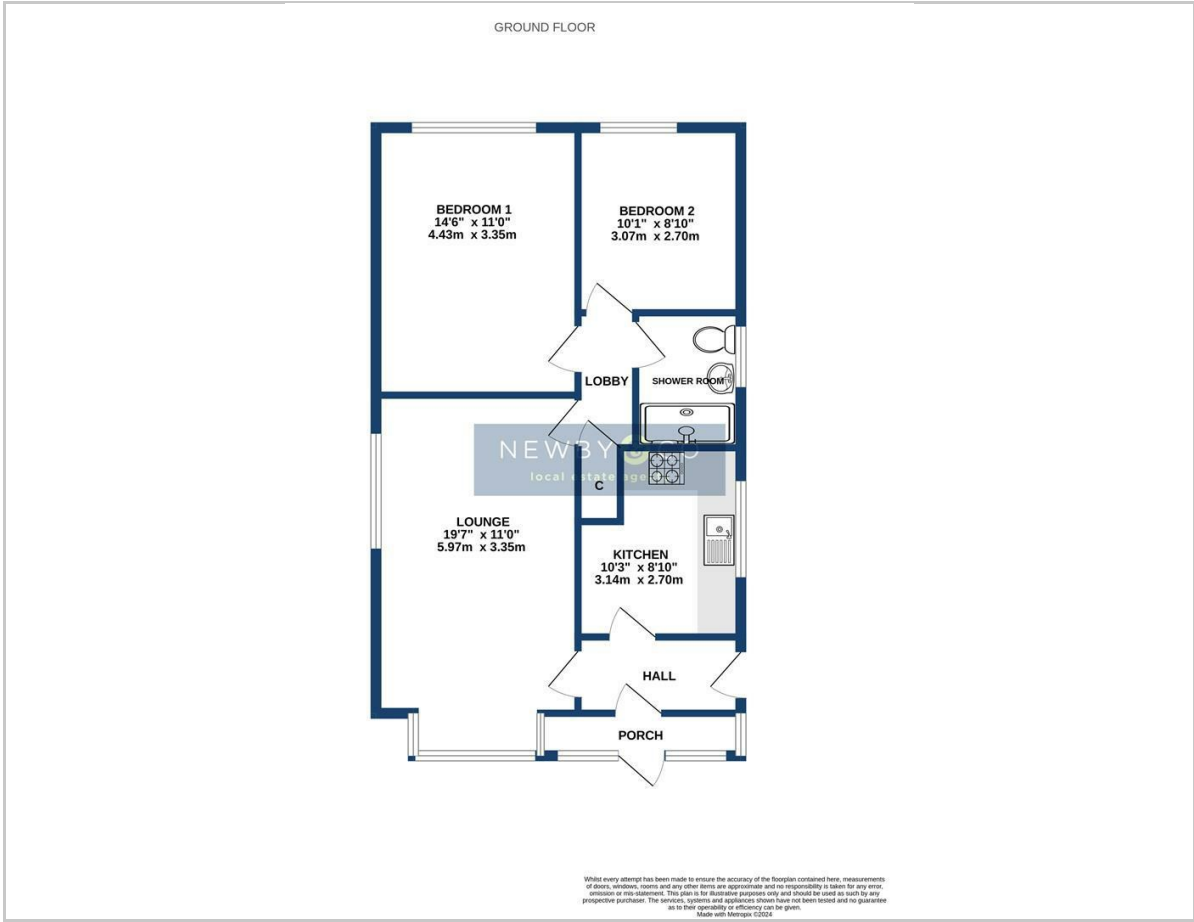 GROUND FLOOR
BEDROOM 1
14'6" x 11'0"
4.43m x 3.35m
BEDROOM 2
10'1" x 8'10"
3.07m x 2.70m
LOBBY
SHOWER ROOM
NEWBY & CO
local estate age
C
LOUNGE
19'7" x 11'0"
5.97m x 3.35m
KITCHEN
10'3" x 8'10"
3.14m x 2.70m
HALL
PORCH
Whilst every attempt has been made to ensure the accuracy of the floorplan contained here, measurements
of doors, windows, rooms and any other items are approximate and no responsibility is taken for any error,
omission or mis-statement. This plan is for illustrative purposes only and should be used as such by any
prospective purchaser. The services, systems and appliances shown have not been tested and no guarantee
as to their operability or efficiency can be given.
Made with Metropix ©2024